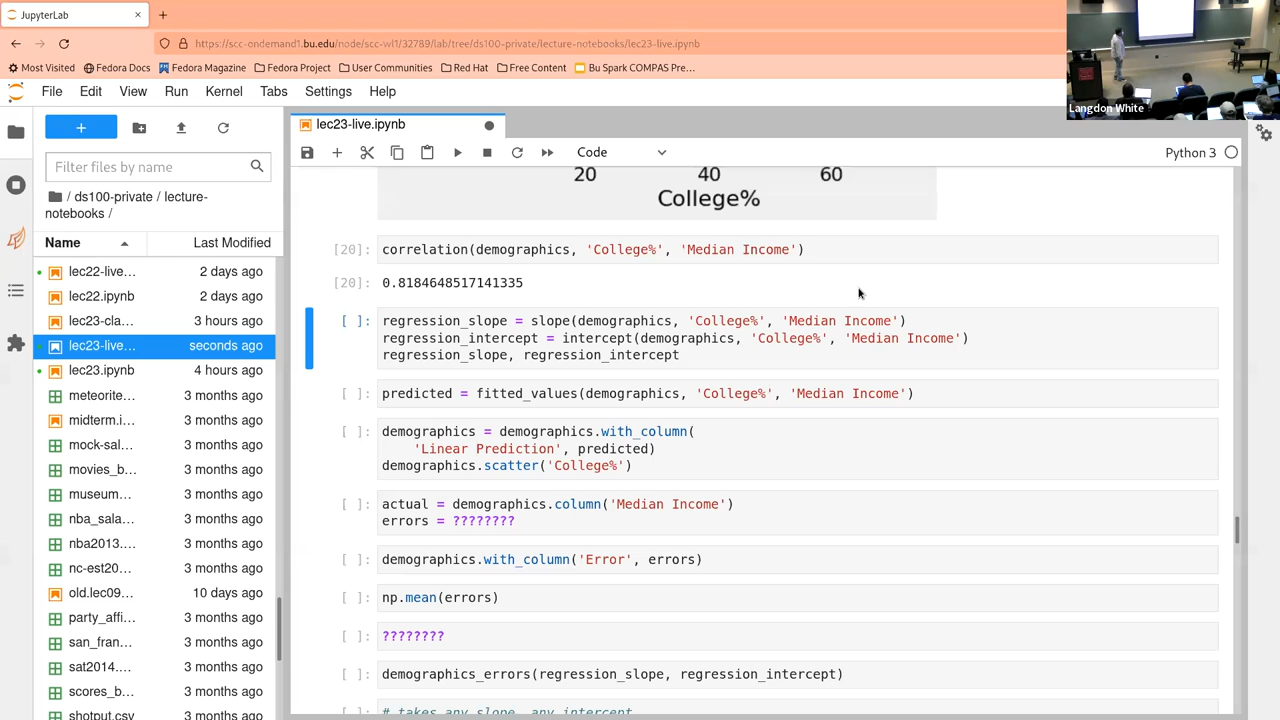 JupyterLab
https://scc-ondemand1.bu.edu/node/scc-wl1/32789/lab/tree/ds100-private/lecture-notebooks/lec23-live.ipynb
Most Visited Fedora Docs Fedora Magazine Fedora Project User Communities Red Hat Free Content Bu Spark COMPAS Pre...
Langdon White
File Edit View Run Kernel Tabs Settings Help
lec23-live.ipynb
Code
Python 3
Filter files by name
/ ds100-private / lecture-
notebooks /
Name Last Modified
lec22-live... 2 days ago
lec22.ipynb 2 days ago
lec23-cla... 3 hours ago
lec23-live... seconds ago
lec23.ipynb 4 hours ago
meteorite... 3 months ago
midterm.i... 3 months ago
mock-sal... 3 months ago
movies_b... 3 months ago
museum... 3 months ago
nba_sala... 3 months ago
nba2013.... 3 months ago
nc-est20... 3 months ago
old.lec09... 10 days ago
party_affi... 3 months ago
san_fran... 3 months ago
sat2014.... 3 months ago
scores_b... 3 months ago
shotput.csv 3 months ago
20 40 60
College%
[20]: correlation(demographics, 'College%', 'Median Income')
[20]: 0.8184648517141335
[ ]: regression_slope = slope(demographics, 'College%', 'Median Income')
regression_intercept = intercept(demographics, 'College%', 'Median Income')
regression_slope, regression_intercept
[ ]: predicted = fitted_values(demographics, 'College%', 'Median Income')
[ ]: demographics = demographics.with_column(
'Linear Prediction', predicted)
demographics.scatter('College%')
[ ]: actual = demographics.column('Median Income')
errors = ????????
[ ]: demographics.with_column('Error', errors)
[ ]: np.mean(errors)
[ ]: ????????
[ ]: demographics_errors(regression_slope, regression_intercept)
[ ]: # takes any slope, any intercept